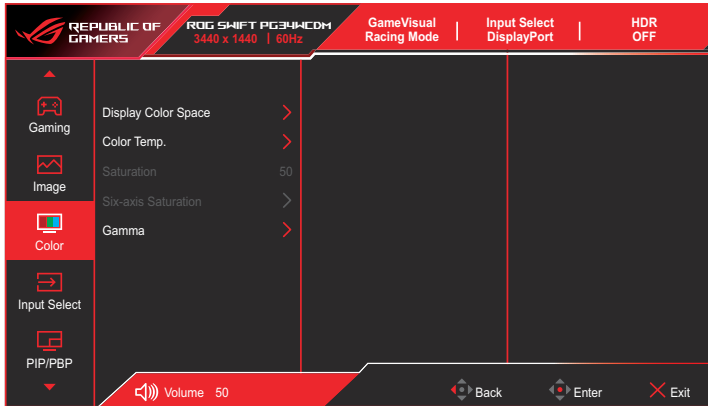 REPUBLIC OF
GAMERS
ROG SWIFT PG34WCDM
3440 x 1440 | 60Hz
GameVisual
Racing Mode
Input Select
DisplayPort
HDR
OFF
Gaming
Image
Color
Input Select
PIP/PBP
Display Color Space
Color Temp.
Saturation 50
Six-axis Saturation
Gamma
Volume 50
Back
Enter
Exit